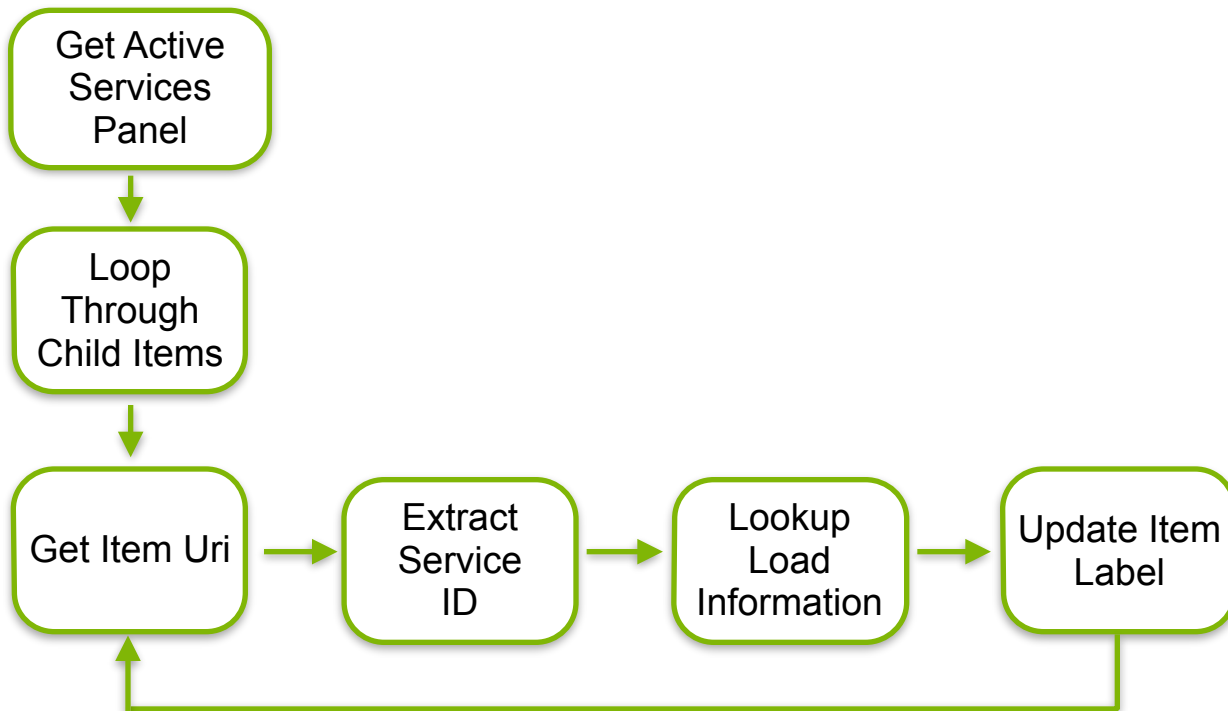 Get Active
Services
Panel
Loop
Through
Child Items
Get Item Uri
Extract
Service
ID
Lookup
Load
Information
Update Item
Label